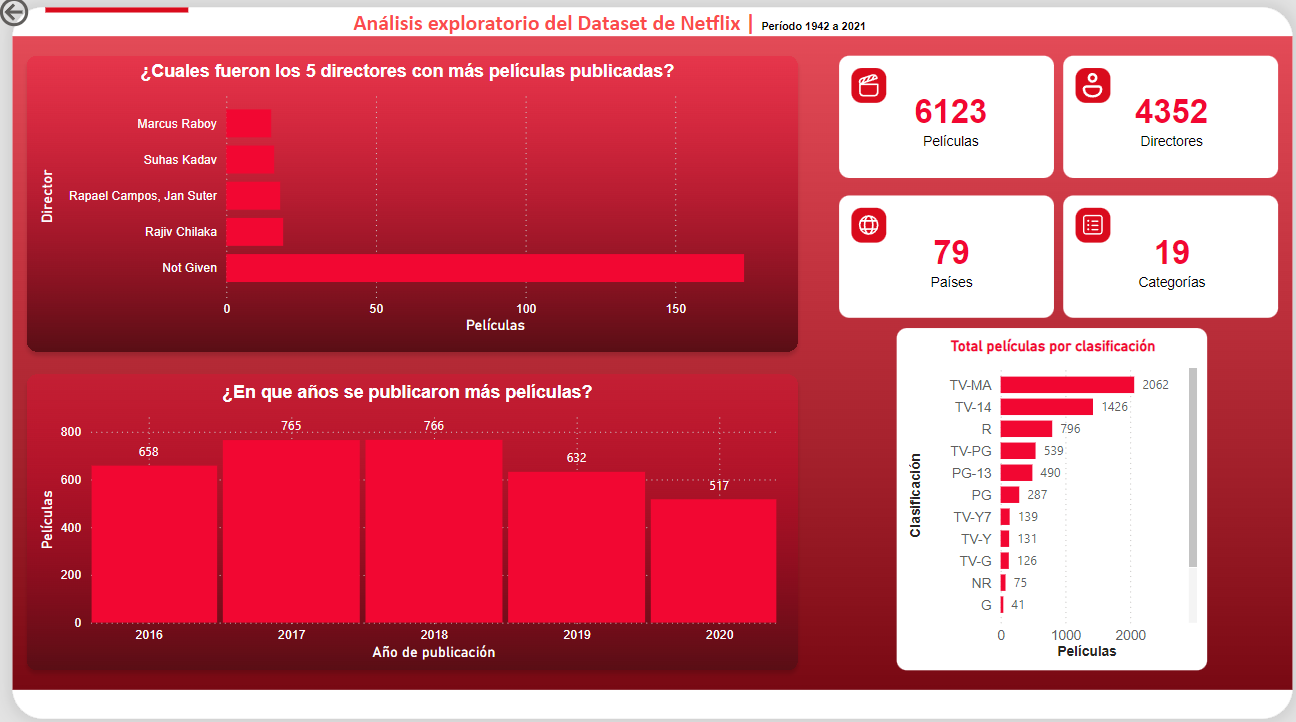 Análisis exploratorio del Dataset de Netflix | Período 1942 a 2021
¿Cuales fueron los 5 directores con más películas publicadas?
Director
Marcus Raboy
Suhas Kadav
Rapael Campos, Jan Suter
Rajiv Chilaka
Not Given
0 50 100 150
Películas
6123
Películas
4352
Directores
79
Países
19
Categorías
¿En que años se publicaron más películas?
Películas
800
600
400
200
0
658 765 766 632 517
2016 2017 2018 2019 2020
Año de publicación
Total películas por clasificación
Clasificación
TV-MA 2062
TV-14 1426
R 796
TV-PG 539
PG-13 490
PG 287
TV-Y7 139
TV-Y 131
TV-G 126
NR 75
G 41
0 1000 2000
Películas